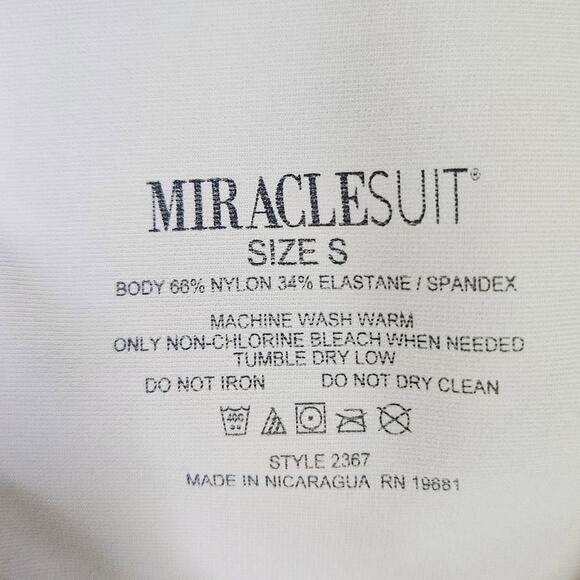 MIRACLESUIT®
SIZE S
BODY 66% NYLON 34% ELASTANE / SPANDEX
MACHINE WASH WARM
ONLY NON-CHLORINE BLEACH WHEN NEEDED
TUMBLE DRY LOW
DO NOT IRON DO NOT DRY CLEAN
40C
STYLE 2367
MADE IN NICARAGUA RN 19681